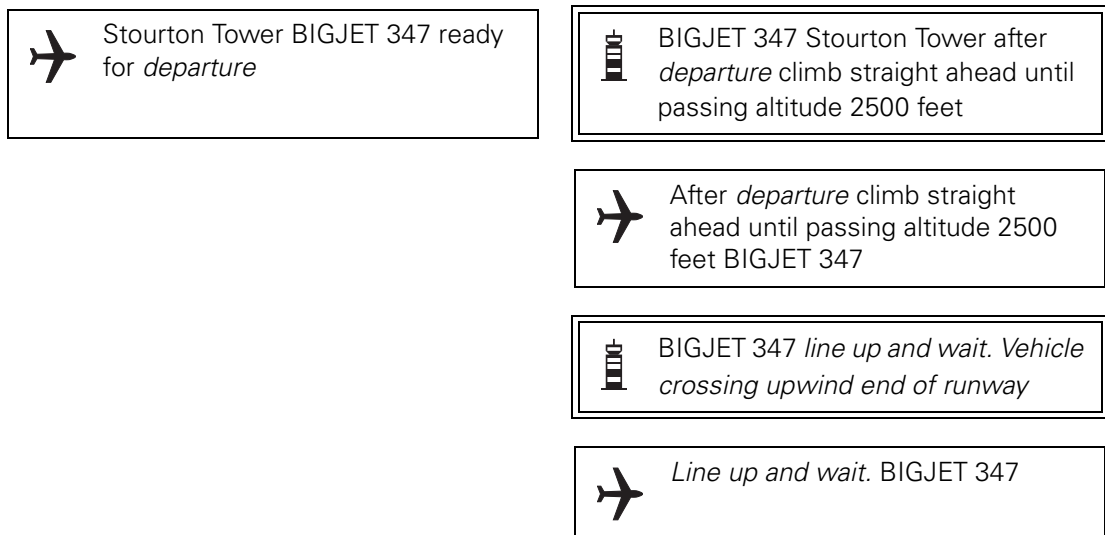 Stourton Tower BIGJET 347 ready
for departure
BIGJET 347 Stourton Tower after
departure climb straight ahead until
passing altitude 2500 feet
After departure climb straight
ahead until passing altitude 2500
feet BIGJET 347
BIGJET 347 line up and wait. Vehicle
crossing upwind end of runway
Line up and wait. BIGJET 347